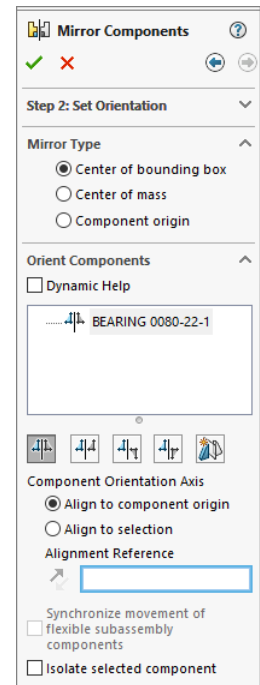 Mirror Components
Step 2: Set Orientation
Mirror Type
Center of bounding box
Center of mass
Component origin
Orient Components
Dynamic Help
BEARING 0080-22-1
Component Orientation Axis
Align to component origin
Align to selection
Alignment Reference
Synchronize movement of
flexible subassembly
components
Isolate selected component